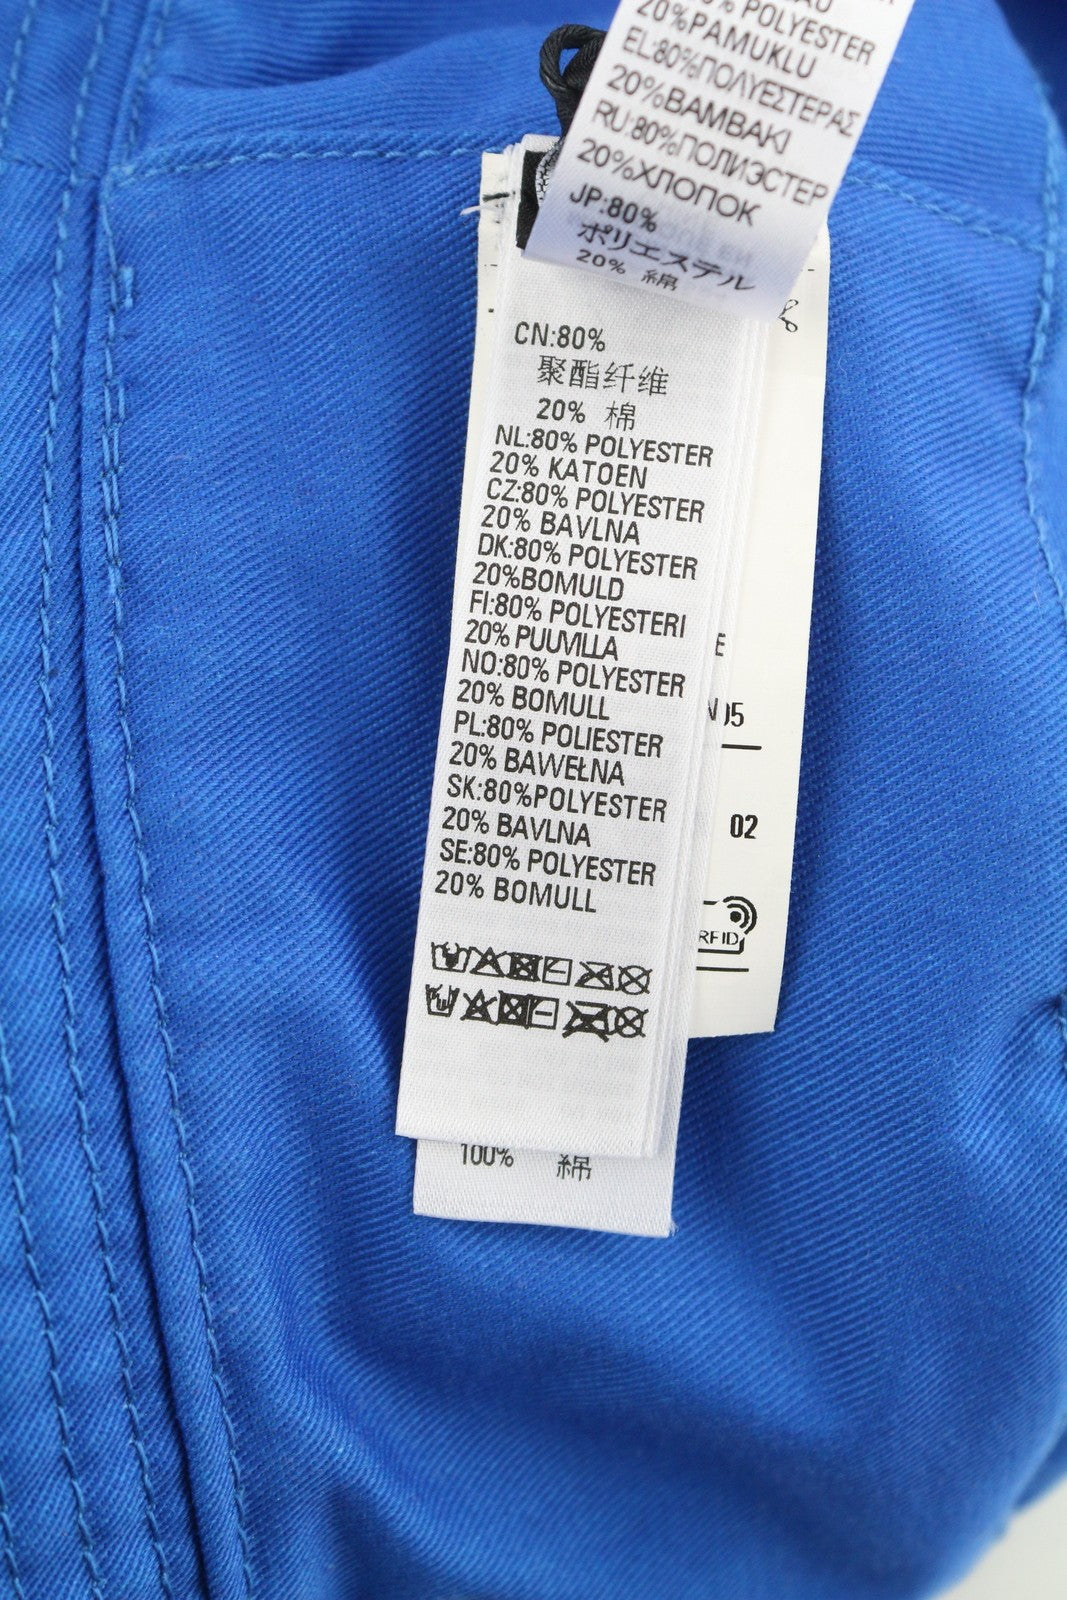 POLYESTER
20%PAMUKLU
EL:80%ΠΟΛΥΕΣΤΕΡΑΣ
20%BAMBAKI
RU:80%ПОЛИЭСТЕР
20%ХЛОПОК
JP:80%
ポリエステル
20% 綿
CN:80%
聚酯纤维
20% 棉
NL:80% POLYESTER
20% KATOEN
CZ:80% POLYESTER
20% BAVLNA
DK:80% POLYESTER
20%BOMULD
FI:80% POLYESTERI
20% PUUVILLA
NO:80% POLYESTER
20% BOMULL
PL:80% POLIESTER
20% BAWEŁNA
SK:80%POLYESTER
20% BAVLNA
SE:80% POLYESTER
20% BOMULL
02
RFID
100% 綿